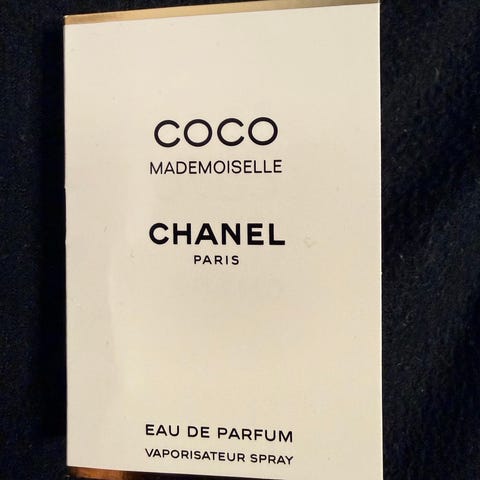 COCO
MADEMOISELLE
CHANEL
PARIS
EAU DE PARFUM
VAPORISATEUR SPRAY